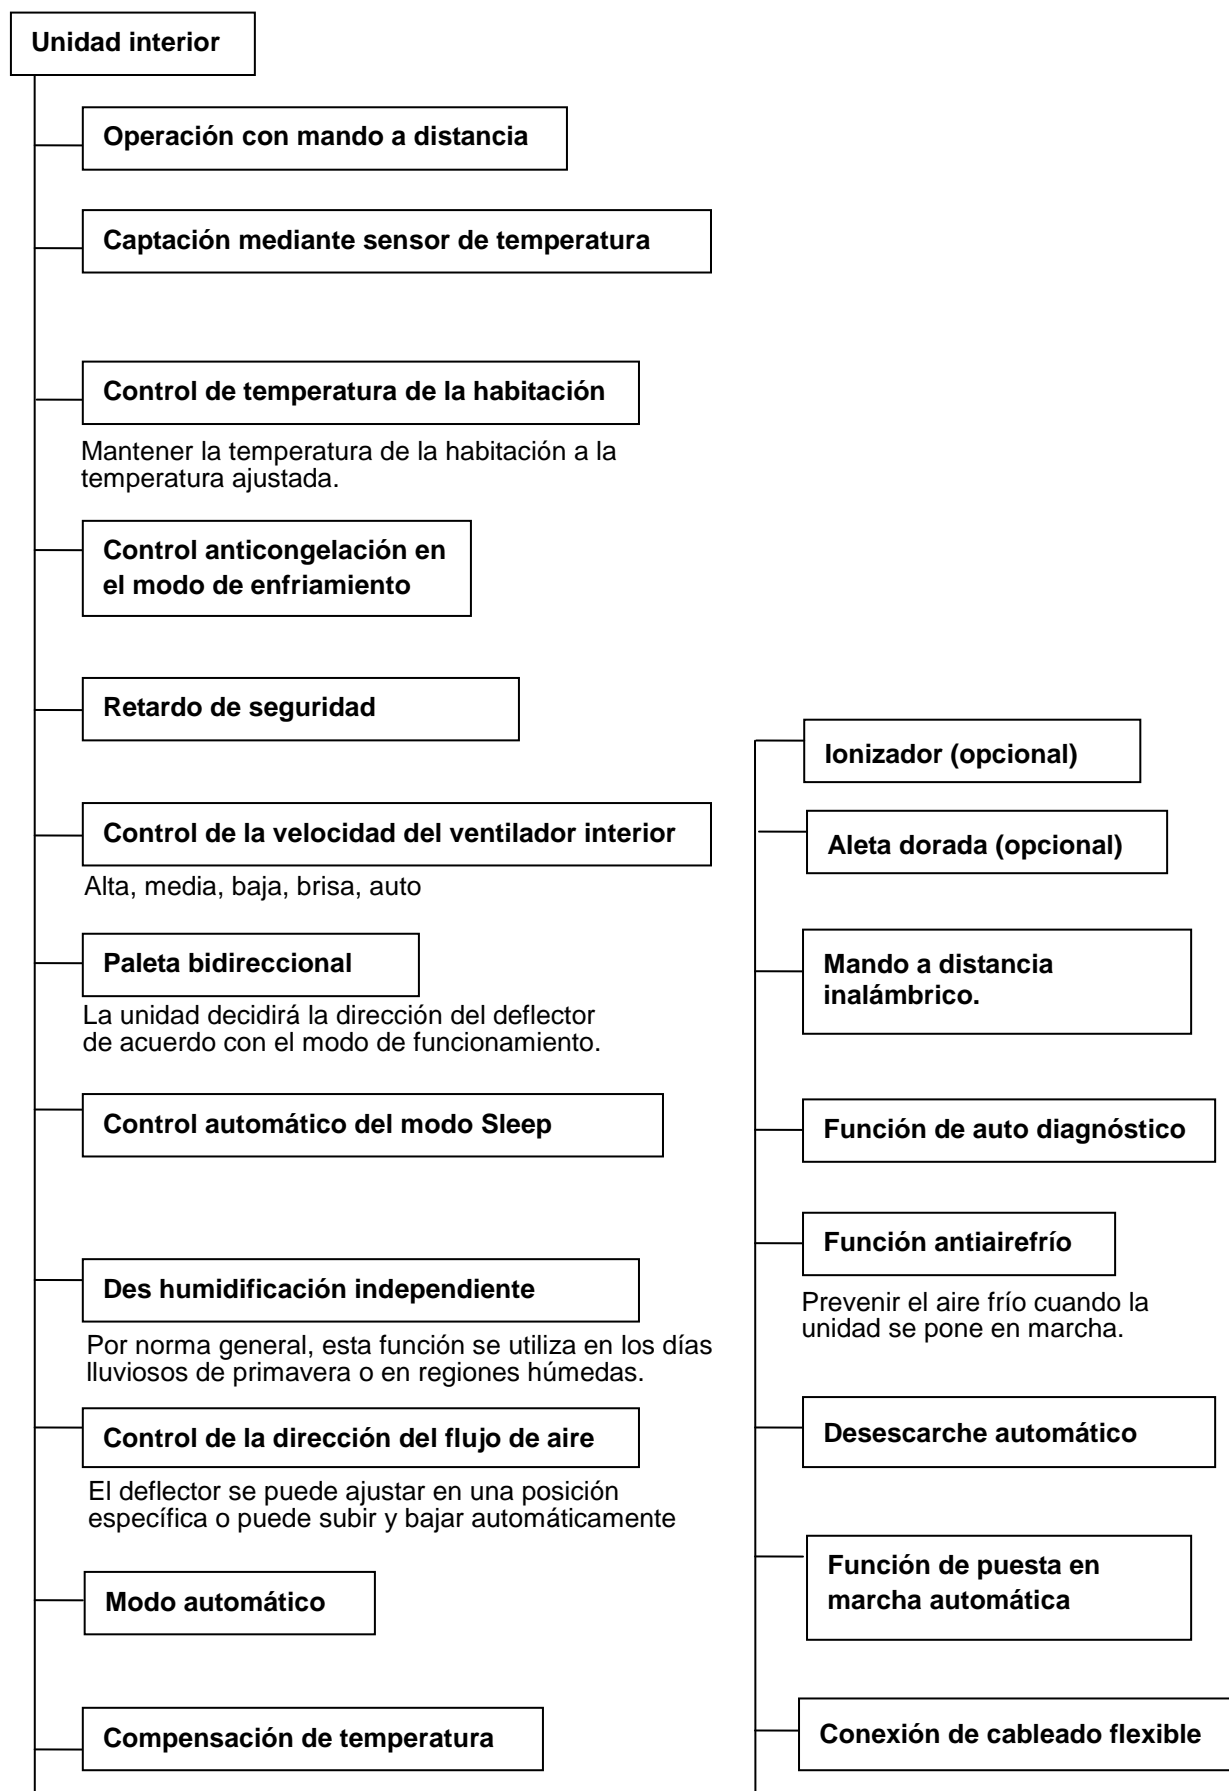 Unidad interior
Operación con mando a distancia
Captación mediante sensor de temperatura
Control de temperatura de la habitación
Mantener la temperatura de la habitación a la
temperatura ajustada.
Control anticongelación en
el modo de enfriamiento
Retardo de seguridad
Control de la velocidad del ventilador interior
Alta, media, baja, brisa, auto
Paleta bidireccional
La unidad decidirá la dirección del deflector
de acuerdo con el modo de funcionamiento.
Control automático del modo Sleep
Des humidificación independiente
Por norma general, esta función se utiliza en los días
lluviosos de primavera o en regiones húmedas.
Control de la dirección del flujo de aire
El deflector se puede ajustar en una posición
específica o puede subir y bajar automáticamente
Modo automático
Compensación de temperatura
Ionizador (opcional)
Aleta dorada (opcional)
Mando a distancia
inalámbrico.
Función de auto diagnóstico
Función antiairefrío
Prevenir el aire frío cuando la
unidad se pone en marcha.
Desescarche automático
Función de puesta en
marcha automática
Conexión de cableado flexible